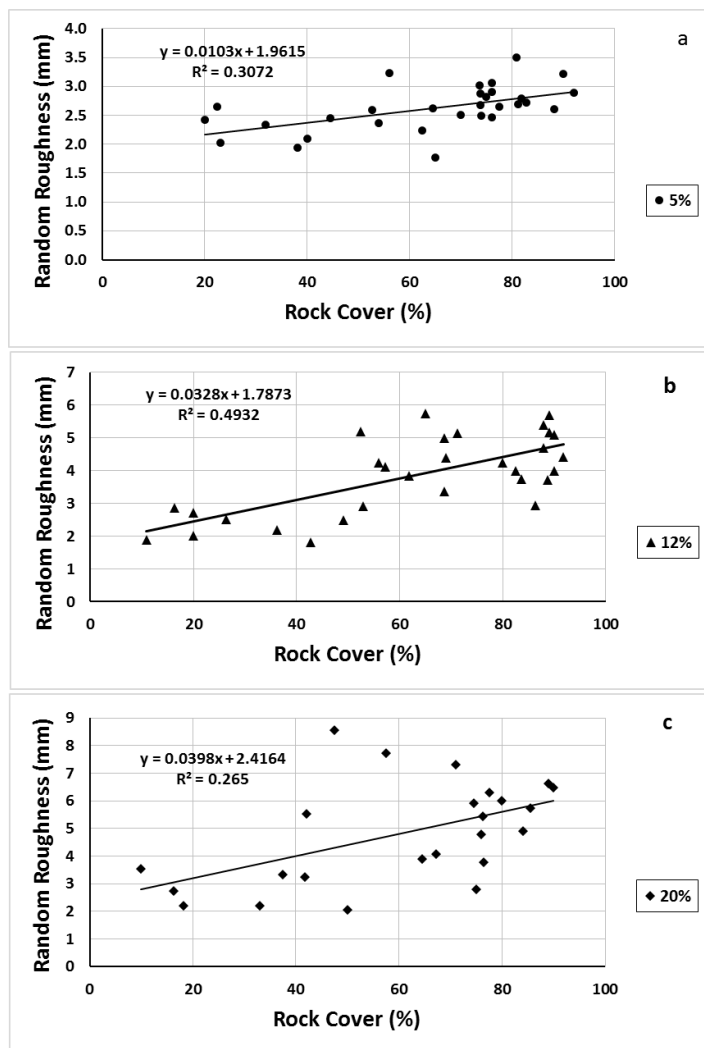 a
y = 0.0103x + 1.9615
R² = 0.3072
Random Roughness (mm)
4.0
3.5
3.0
2.5
2.0
1.5
1.0
0.5
0.0
0 20 40 60 80 100
Rock Cover (%)
5%
b
y = 0.0328x + 1.7873
R² = 0.4932
Random Roughness (mm)
7
6
5
4
3
2
1
0
0 20 40 60 80 100
Rock Cover (%)
12%
c
y = 0.0398x + 2.4164
R² = 0.265
Random Roughness (mm)
9
8
7
6
5
4
3
2
1
0
0 20 40 60 80 100
Rock Cover (%)
20%